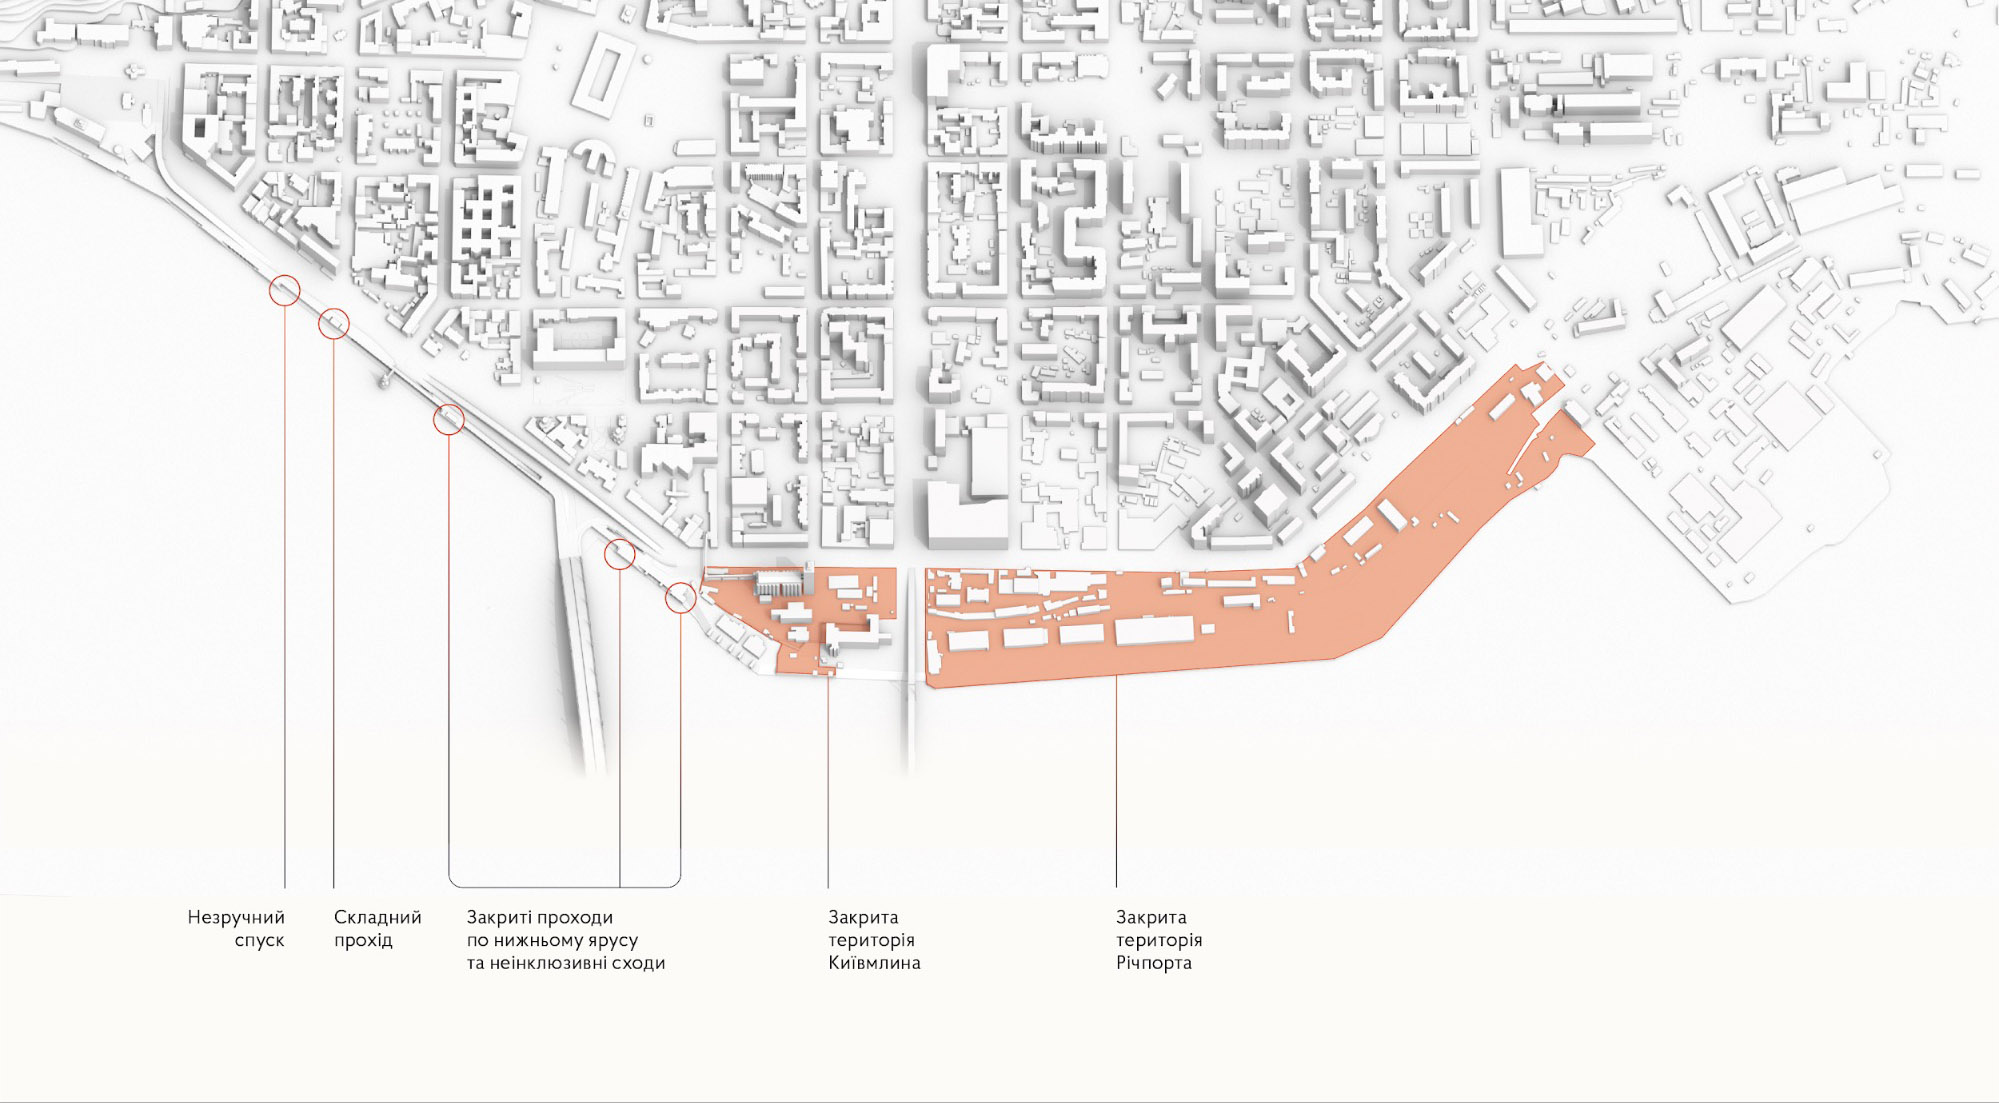 Незручний
спуск
Складний
прохід
Закриті проходи
по нижньому ярусу
та неінклюзивні сходи
Закрита
територія
Київмлина
Закрита
територія
Річпорта